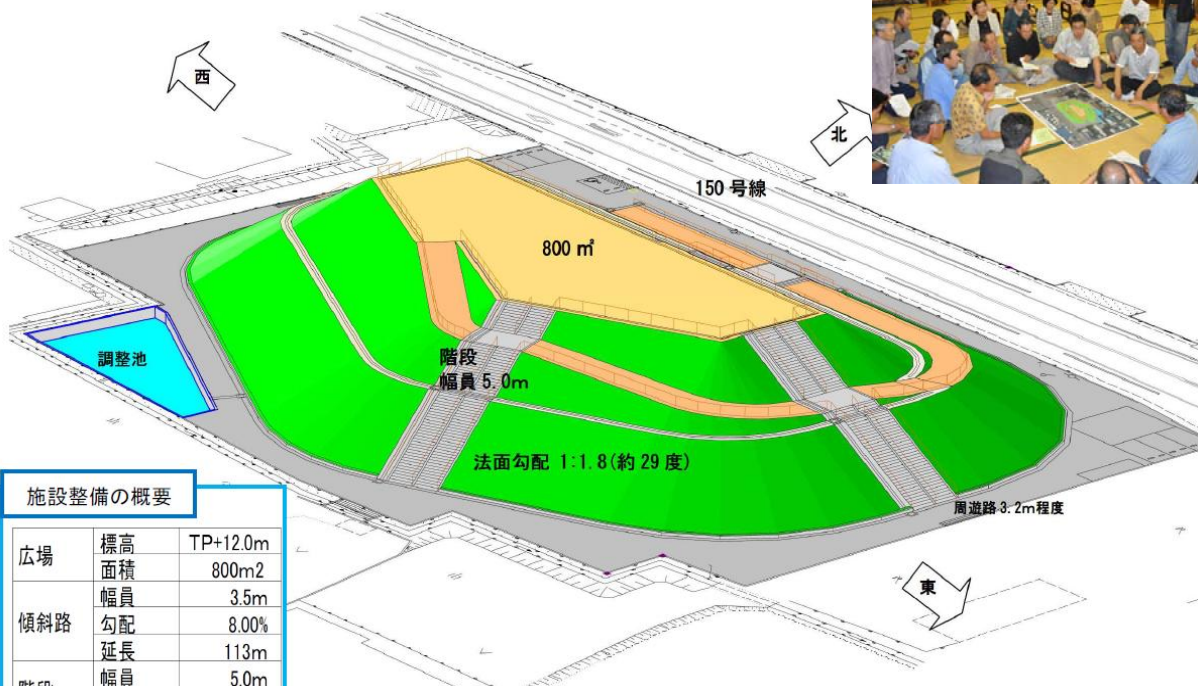 西
北
150 号線
800 ㎡
調整池
階段
幅員 5.0m
法面勾配 1:1.8(約 29 度)
周遊路 3.2m程度
東
施設整備の概要
広場 標高 TP+12.0m
面積 800m2
傾斜路 幅員 3.5m
勾配 8.00%
延長 113m
階段 幅員 5.0m